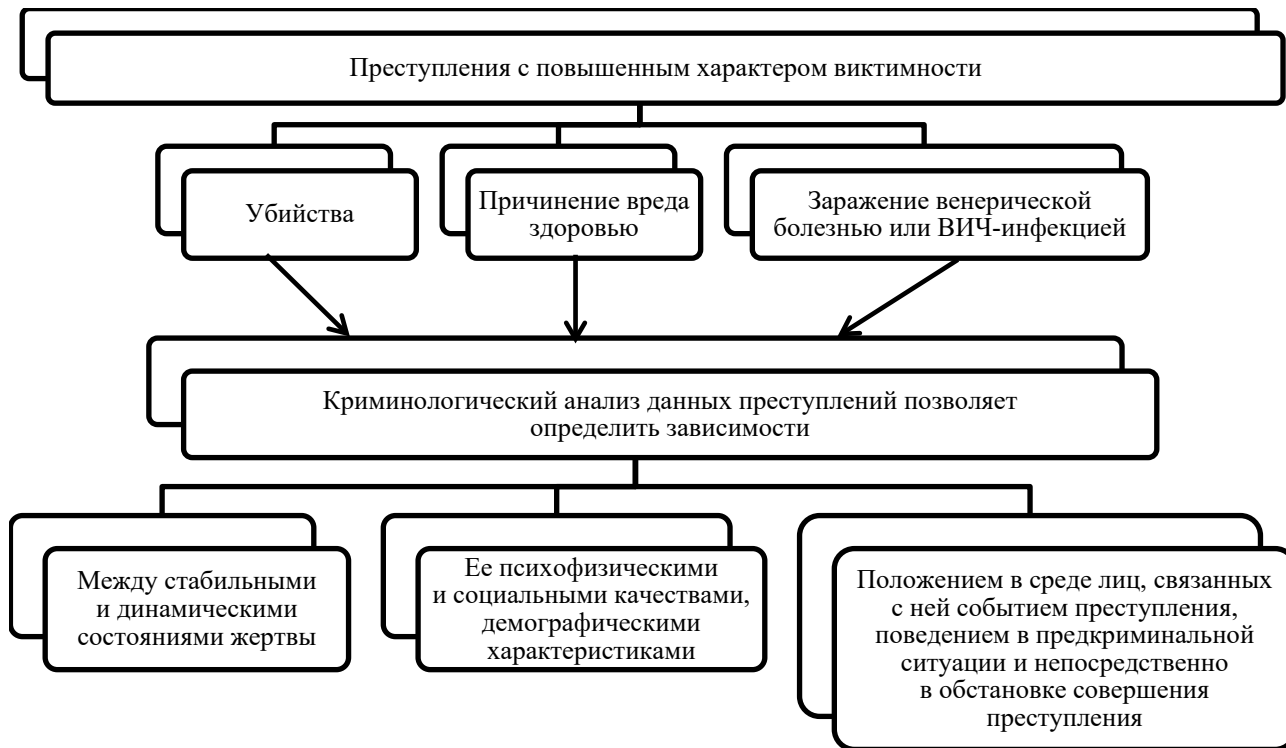 Преступления с повышенным характером виктимности
Убийства
Причинение вреда
здоровью
Заражение венерической
болезнью или ВИЧ-инфекцией
Криминологический анализ данных преступлений позволяет
определить зависимости
Между стабильными
и динамическими
состояниями жертвы
Ее психофизическими
и социальными качествами,
демографическими
характеристиками
Положением в среде лиц, связанных
с ней событием преступления,
поведением в предкриминальной
ситуации и непосредственно
в обстановке совершения
преступления